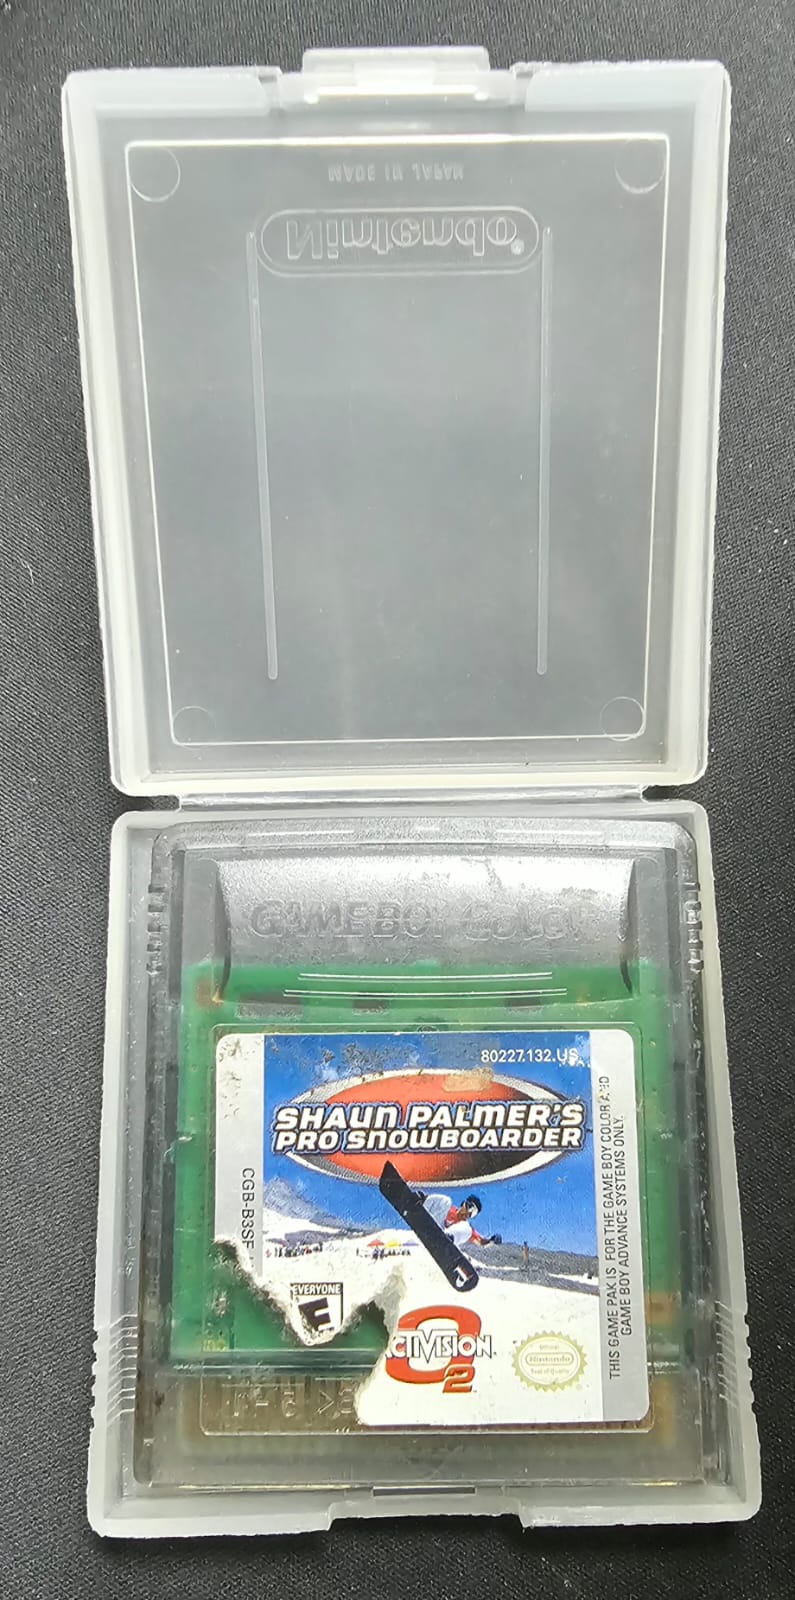 MADE IN JAPAN
Nintendo®
GAME BOY COLOR
80227.132.US
SHAUN PALMER'S
PRO SNOWBOARDER
CGB-B3SE
THIS GAME PAK IS FOR THE GAME BOY COLOR AND
GAME BOY ADVANCE SYSTEMS ONLY.
EVERYONE
E
CTIVISION.
O2
Official
Nintendo
Seal of Quality